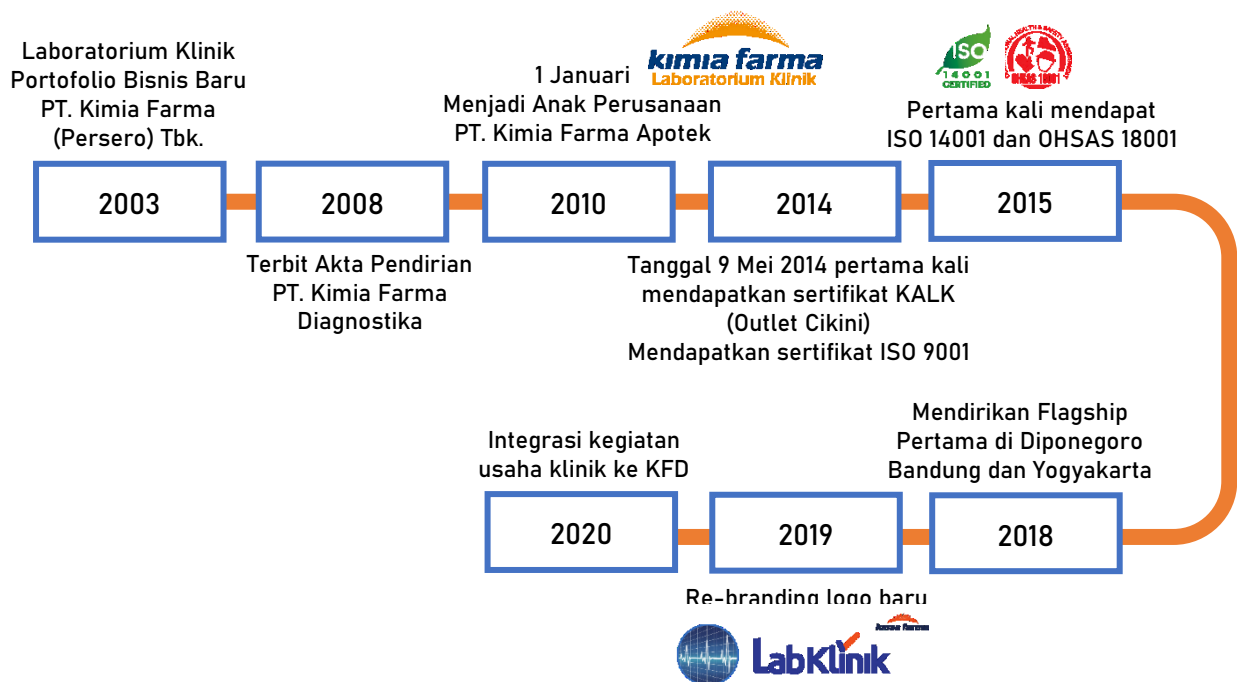 Laboratorium Klinik
Portofolio Bisnis Baru
PT. Kimia Farma
(Persero) Tbk.
2003
2008
Terbit Akta Pendirian
PT. Kimia Farma
Diagnostika
kimia farma
Laboratorium Klinik
1 Januari
Menjadi Anak Perusanaan
PT. Kimia Farma Apotek
2010
2014
Tanggal 9 Mei 2014 pertama kali
mendapatkan sertifikat KALK
(Outlet Cikini)
Mendapatkan sertifikat ISO 9001
ISO
14001
CERTIFIED
OHSAS 18001
Pertama kali mendapat
ISO 14001 dan OHSAS 18001
2015
Mendirikan Flagship
Pertama di Diponegoro
Bandung dan Yogyakarta
2018
2019
Re-branding logo baru
kimia farma
LabKlinik
Integrasi kegiatan
usaha klinik ke KFD
2020